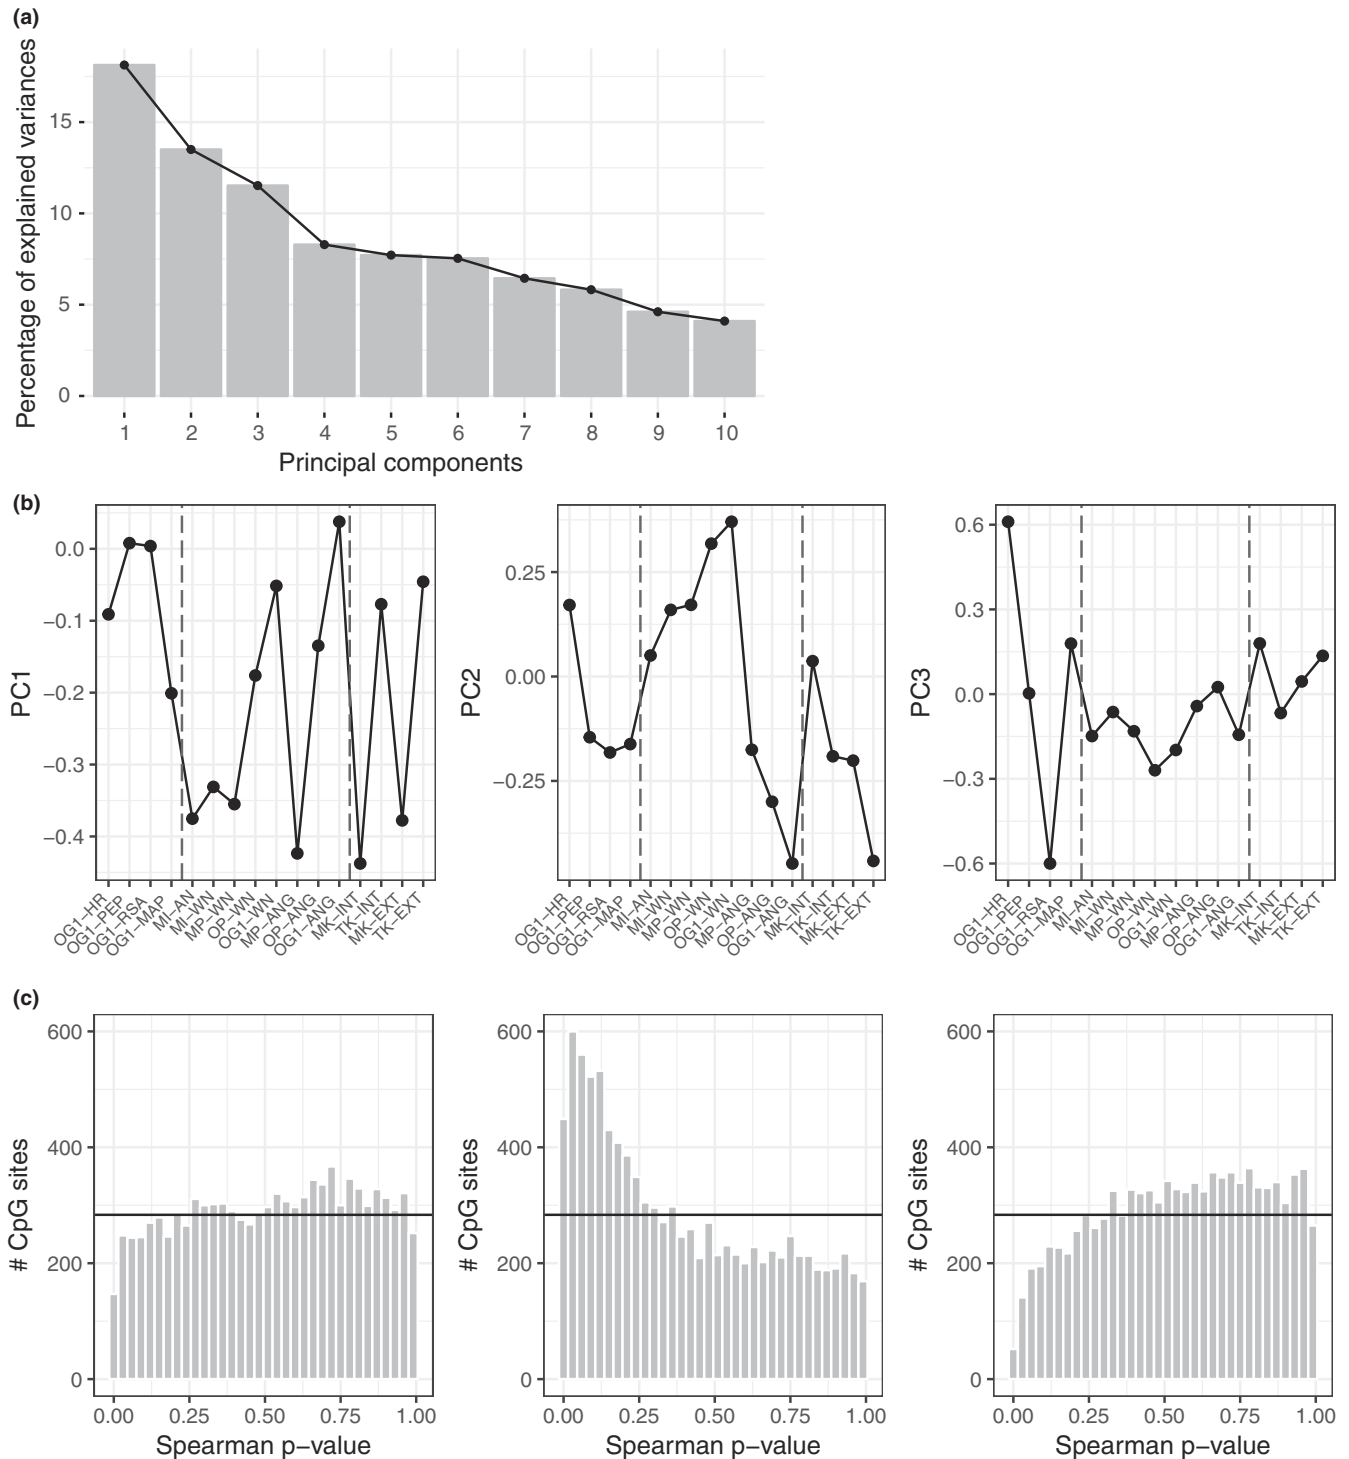 (a)
Percentage of explained variances
15
10
5
0
1 2 3 4 5 6 7 8 9 10
Principal components
(b)
PC1
0.0
−0.1
−0.2
−0.3
−0.4
OG1−HR
OG1−PEP
OG1−RSA
OG1−MAP
MI−AN
MI−WN
MP−WN
OP−WN
OG1−WN
MP−ANG
OP−ANG
OG1−ANG
MK−INT
TK−INT
MK−EXT
TK−EXT
PC2
0.25
0.00
−0.25
OG1−HR
OG1−PEP
OG1−RSA
OG1−MAP
MI−AN
MI−WN
MP−WN
OP−WN
OG1−WN
MP−ANG
OP−ANG
OG1−ANG
MK−INT
TK−INT
MK−EXT
TK−EXT
PC3
0.6
0.3
0.0
−0.3
−0.6
OG1−HR
OG1−PEP
OG1−RSA
OG1−MAP
MI−AN
MI−WN
MP−WN
OP−WN
OG1−WN
MP−ANG
OP−ANG
OG1−ANG
MK−INT
TK−INT
MK−EXT
TK−EXT
(c)
# CpG sites
600
400
200
0
0.00 0.25 0.50 0.75 1.00
Spearman p−value
# CpG sites
600
400
200
0
0.00 0.25 0.50 0.75 1.00
Spearman p−value
# CpG sites
600
400
200
0
0.00 0.25 0.50 0.75 1.00
Spearman p−value